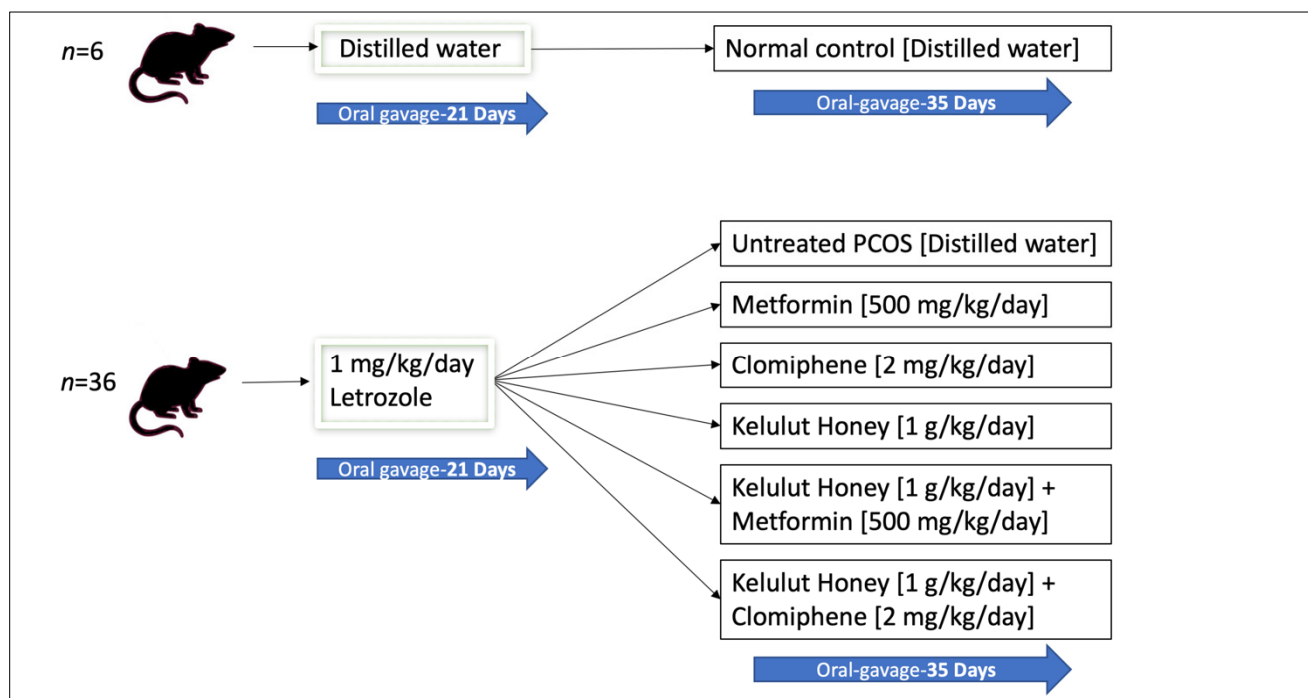 n=6
Distilled water
Normal control [Distilled water]
Oral gavage-21 Days
Oral-gavage-35 Days
Untreated PCOS [Distilled water]
Metformin [500 mg/kg/day]
n=36
1 mg/kg/day
Letrozole
Clomiphene [2 mg/kg/day]
Kelulut Honey [1 g/kg/day]
Oral gavage-21 Days
Kelulut Honey [1 g/kg/day] +
Metformin [500 mg/kg/day]
Kelulut Honey [1 g/kg/day] +
Clomiphene [2 mg/kg/day]
Oral-gavage-35 Days